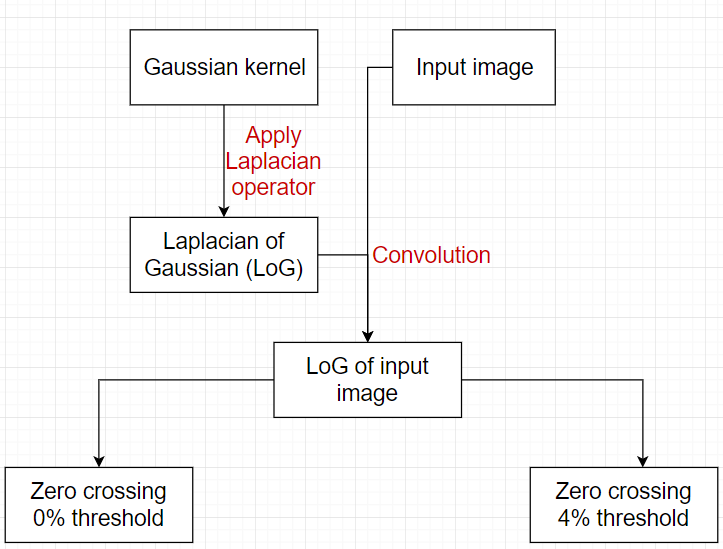 Gaussian kernel
Input image
Apply
Laplacian
operator
Laplacian of
Gaussian (LoG)
Convolution
LoG of input
image
Zero crossing
0% threshold
Zero crossing
4% threshold